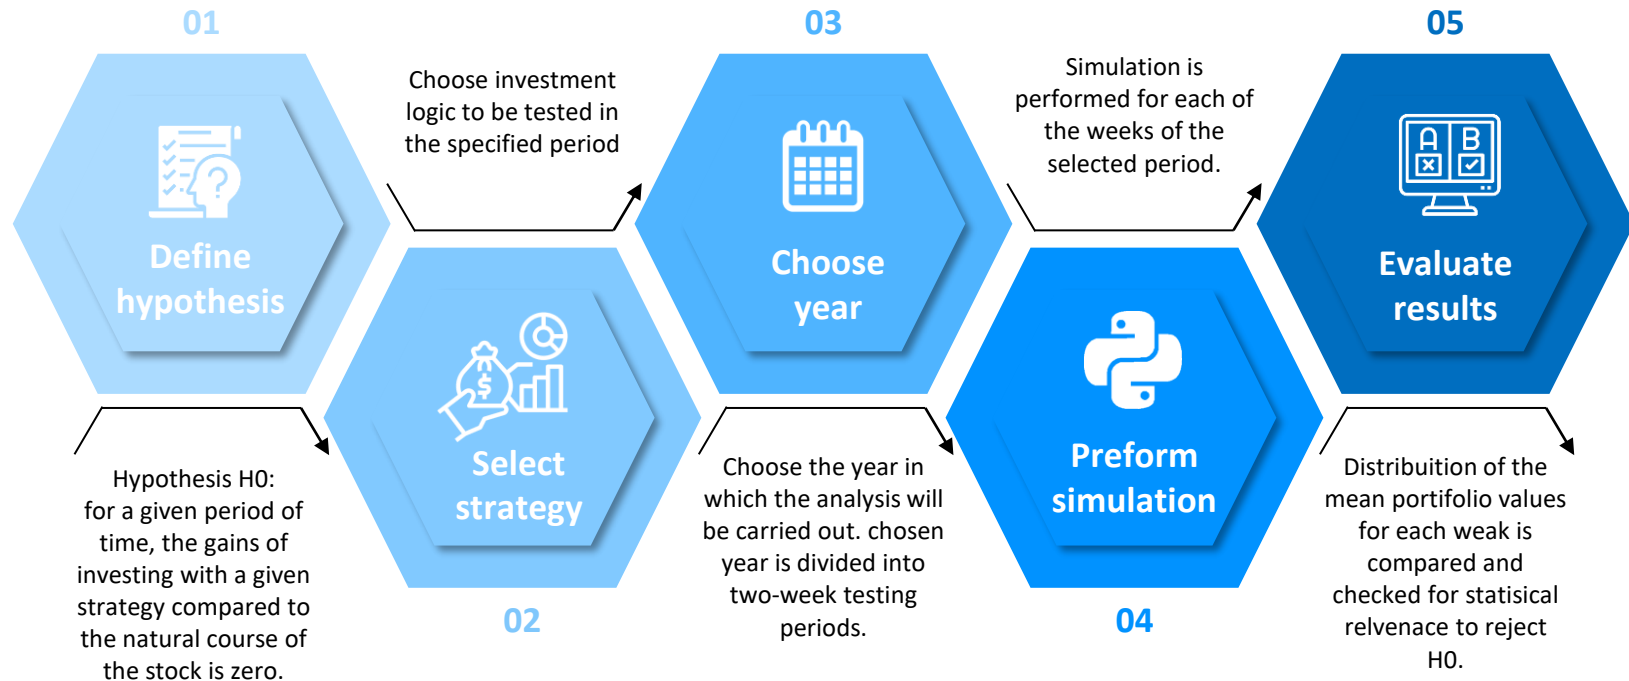 01
Define
hypothesis
Hypothesis H0:
for a given period of
time, the gains of
investing with a given
strategy compared to
the natural course of
the stock is zero.
Choose investment
logic to be tested in
the specified period
$
Select
strategy
02
03
Choose
year
Choose the year in
which the analysis will
be carried out. chosen
year is divided into
two-week testing
periods.
Simulation is
performed for each of
the weeks of the
selected period.
Preform
simulation
04
05
A B
Evaluate
results
Distribuition of the
mean portifolio values
for each weak is
compared and
checked for statisical
relvenace to reject
H0.